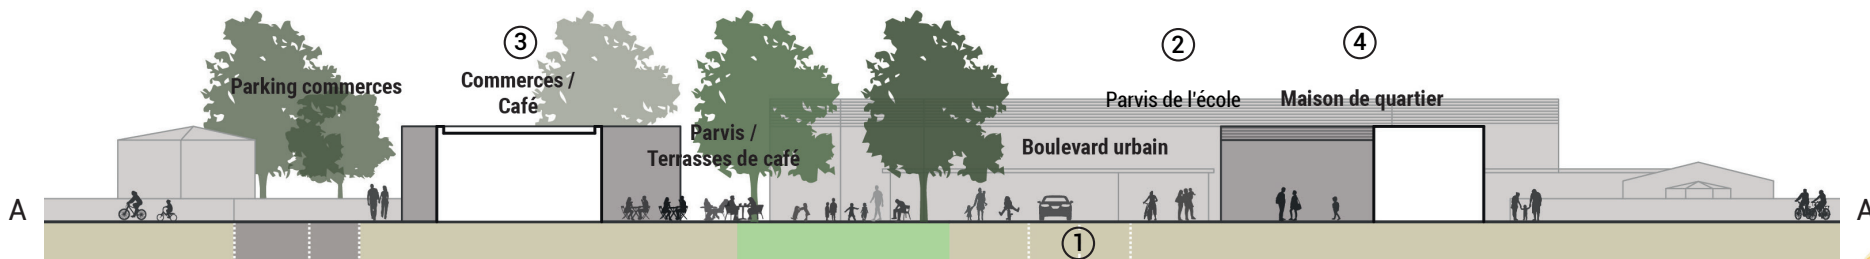 ③
②
④
Parking commerces
Commerces /
Café
Parvis de l'école
Maison de quartier
Parvis /
Terrasses de café
Boulevard urbain
A
A
①